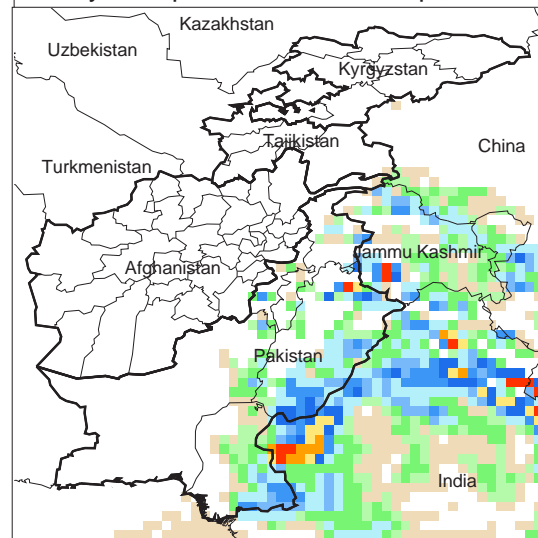 Kazakhstan
Uzbekistan
Kyrgyzstan
Tajikistan
China
Turkmenistan
Jammu Kashmir
Afghanistan
Pakistan
India